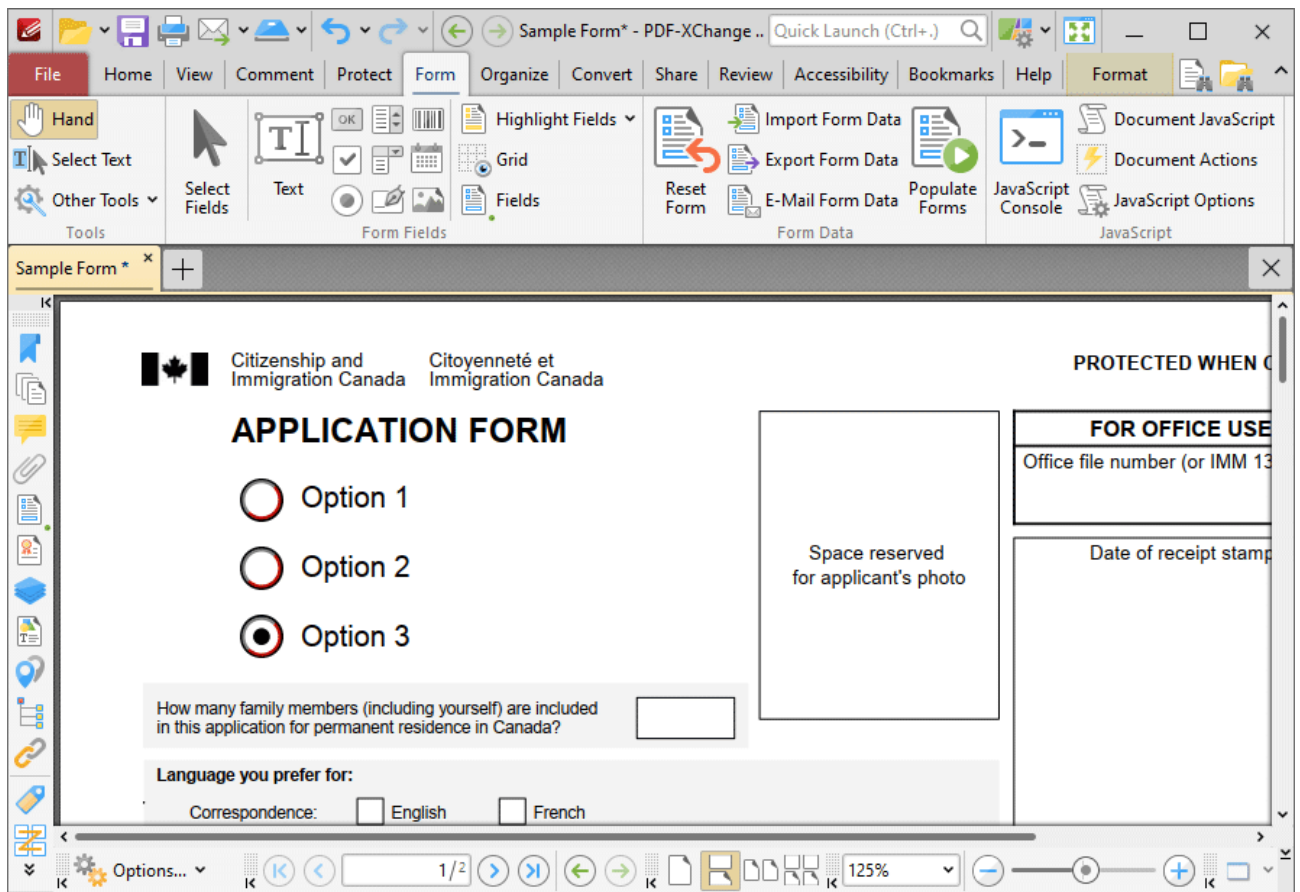 Sample Form* - PDF-XChange ..
Quick Launch (Ctrl+.)
File
Home
View
Comment
Protect
Form
Organize
Convert
Share
Review
Accessibility
Bookmarks
Help
Format
Hand
Select Text
Other Tools
Tools
Select
Fields
Text
OK
Highlight Fields
Grid
Fields
Form Fields
Reset
Form
Import Form Data
Export Form Data
E-Mail Form Data
Populate
Forms
Form Data
JavaScript
Console
Document JavaScript
Document Actions
JavaScript Options
JavaScript
Sample Form *
Citizenship and
Immigration Canada
Citoyenneté et
Immigration Canada
PROTECTED WHEN
APPLICATION FORM
FOR OFFICE USE
Office file number (or IMM 13
Option 1
Option 2
Option 3
Space reserved
for applicant's photo
Date of receipt stamp
How many family members (including yourself) are included
in this application for permanent residence in Canada?
Language you prefer for:
Correspondence:
English
French
Options...
1/2
125%